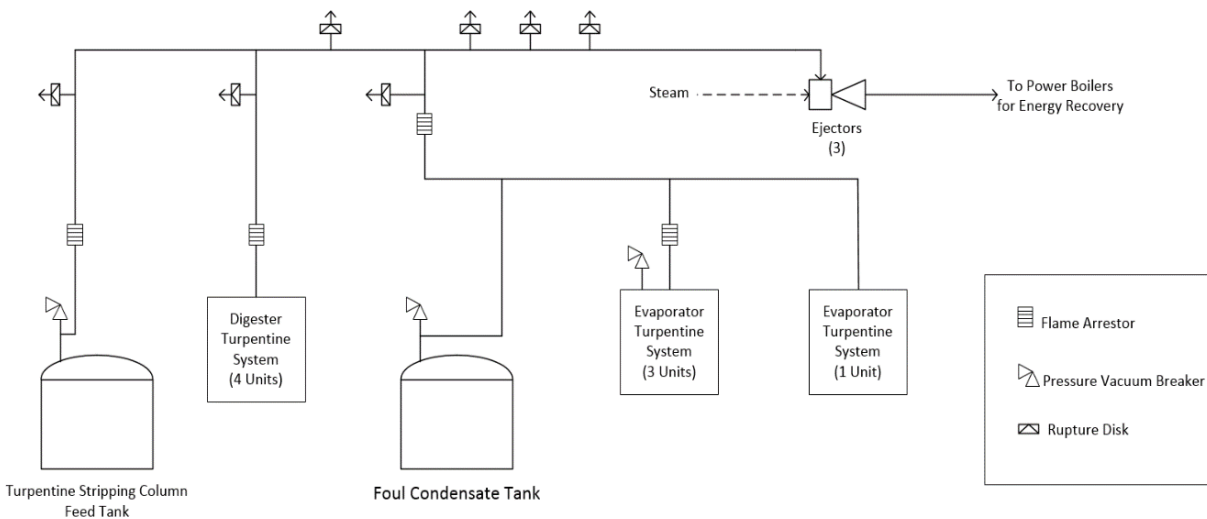 Steam
To Power Boilers
for Energy Recovery
Ejectors
(3)
Digester
Turpentine
System
(4 Units)
Evaporator
Turpentine
System
(3 Units)
Evaporator
Turpentine
System
(1 Unit)
Flame Arrestor
Pressure Vacuum Breaker
Rupture Disk
Turpentine Stripping Column
Feed Tank
Foul Condensate Tank